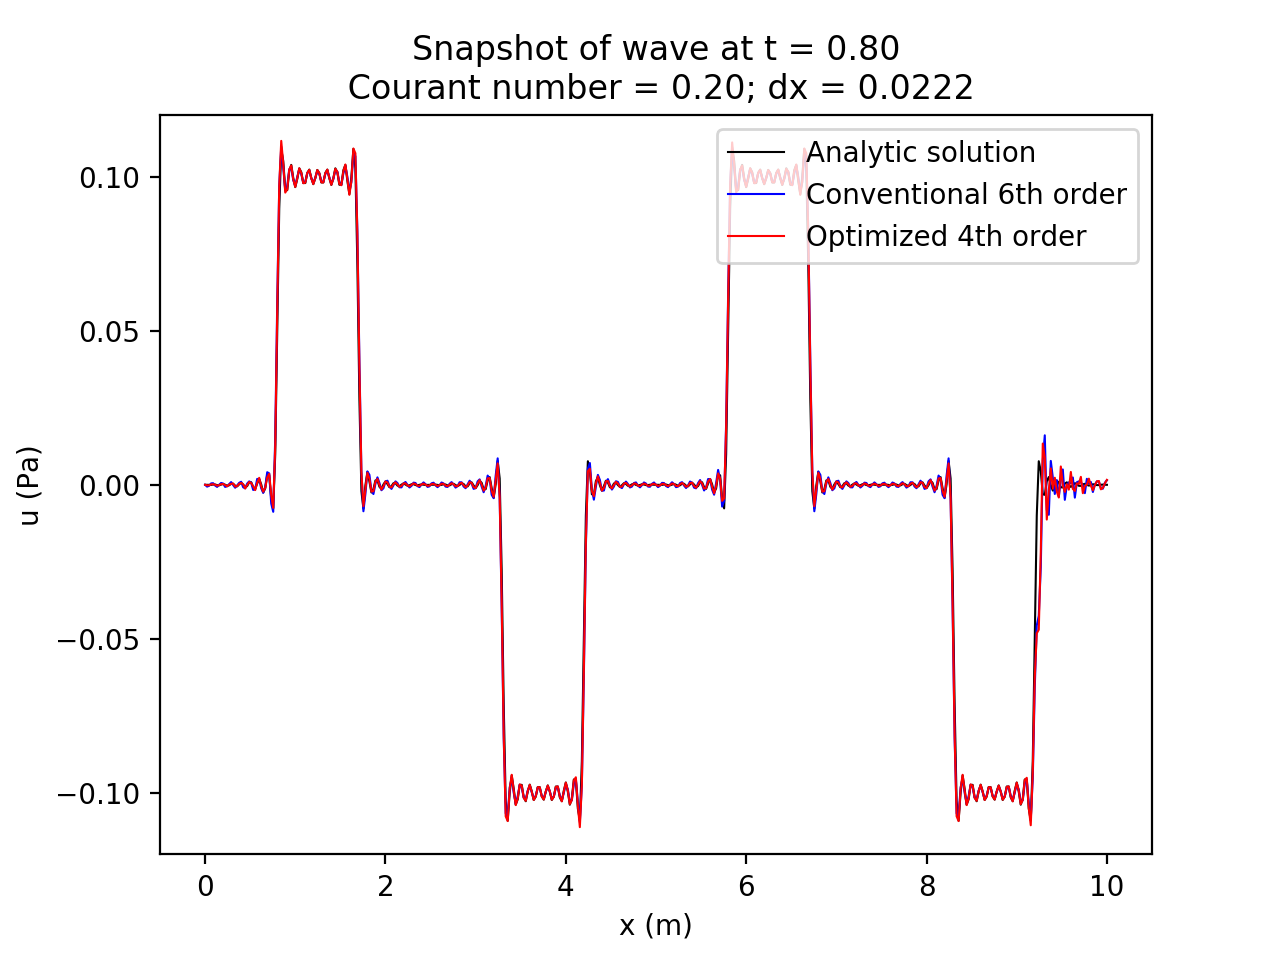 Snapshot of wave at t = 0.80
Courant number = 0.20; dx = 0.0222
Analytic solution
Conventional 6th order
Optimized 4th order
0.10
0.05
0.00
−0.05
−0.10
u (Pa)
0 2 4 6 8 10
x (m)